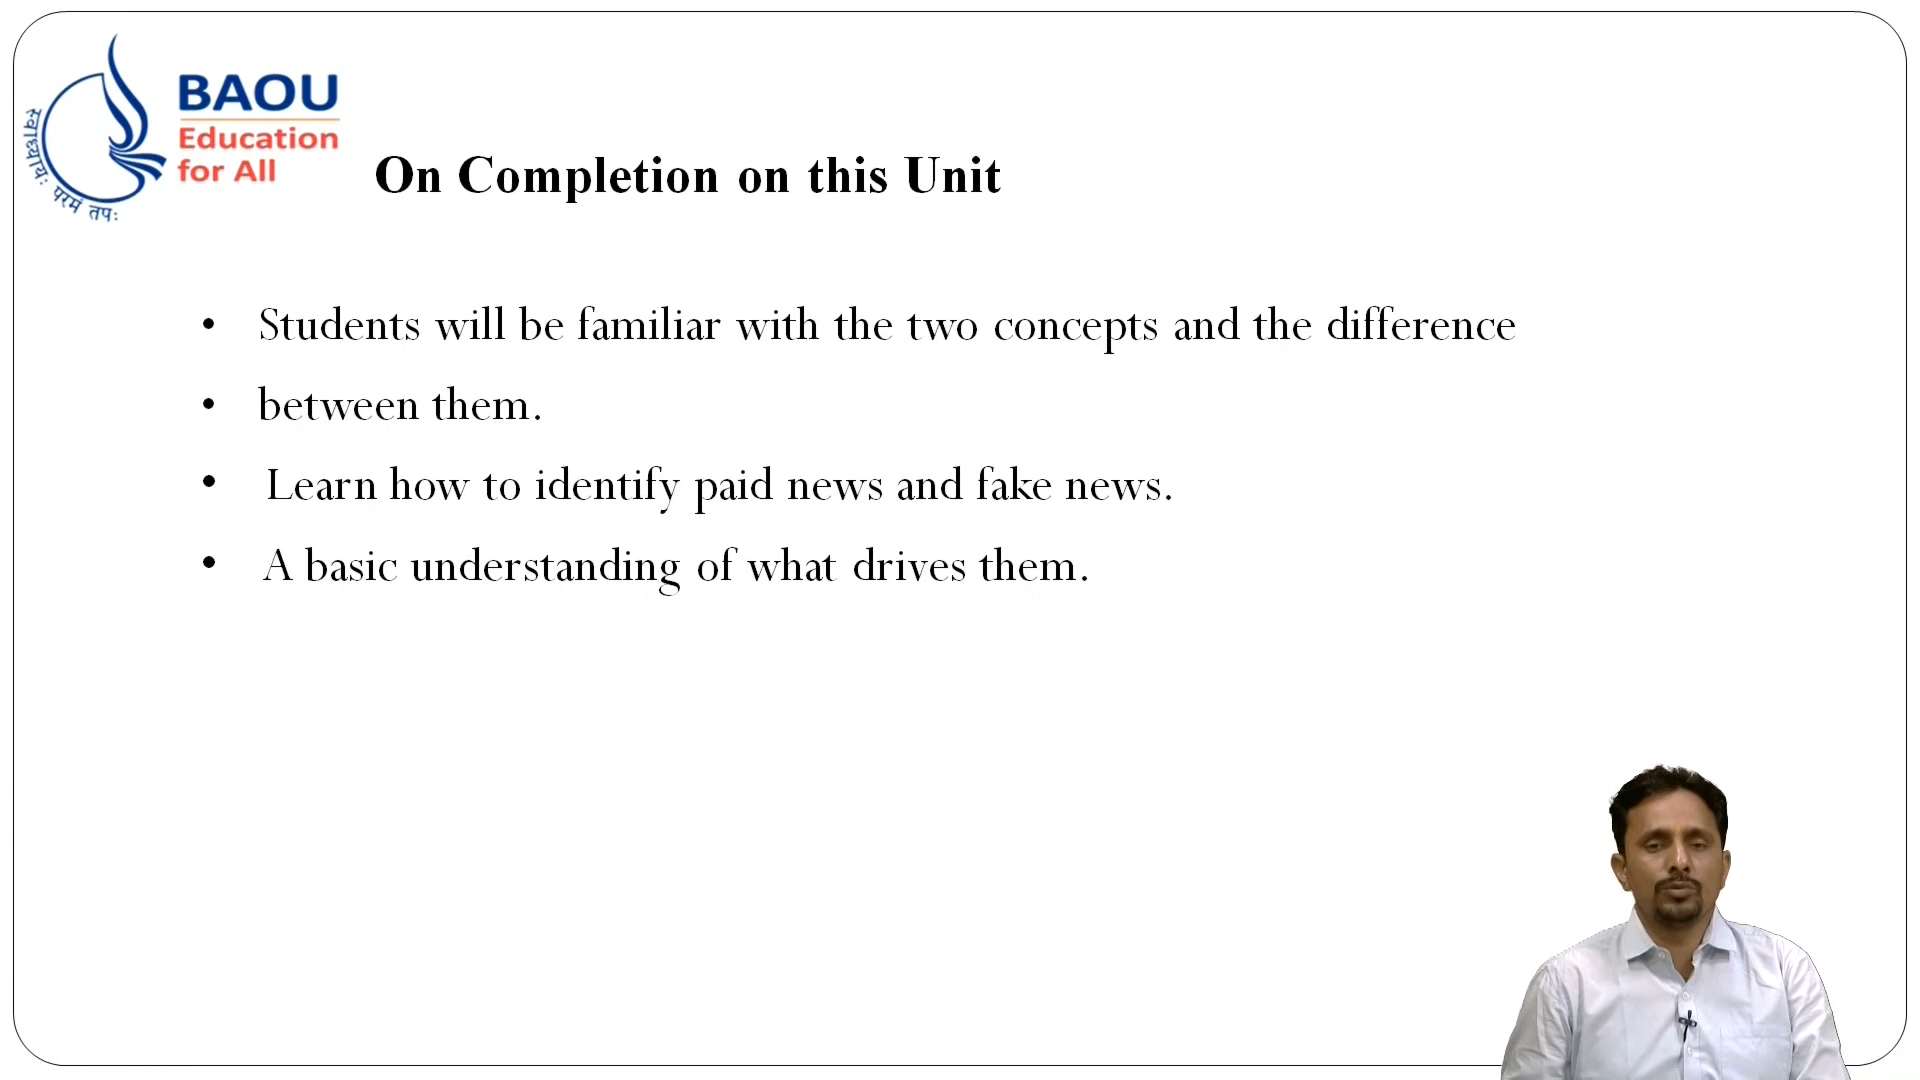 BAOU
Education
for All
स्वाध्यायः परमं तपः
On Completion on this Unit
• Students will be familiar with the two concepts and the difference
• between them.
• Learn how to identify paid news and fake news.
• A basic understanding of what drives them.